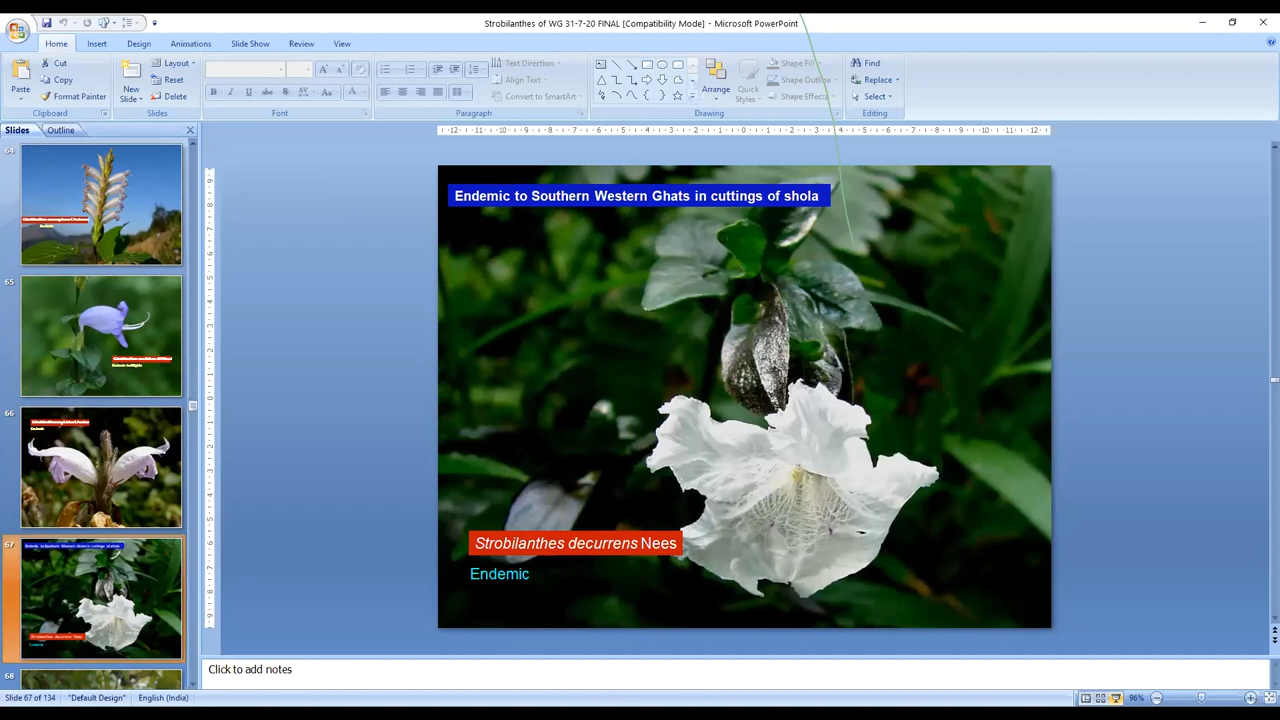 Strobilanthes of WG 31-7-20 FINAL [Compatibility Mode] - Microsoft PowerPoint
Home Insert Design Animations Slide Show Review View
Paste
Cut
Copy
Format Painter
Clipboard
New Slide
Layout
Reset
Delete
Slides
Font
Text Direction
Align Text
Convert to SmartArt
Paragraph
Arrange
Quick Styles
Shape Fill
Shape Outline
Shape Effects
Drawing
Find
Replace
Select
Editing
Slides Outline
64
65
66
67
68
Endemic to Southern Western Ghats in cuttings of shola
Strobilanthes decurrens Nees
Endemic
Click to add notes
Slide 67 of 134 "Default Design" English (India) 96%